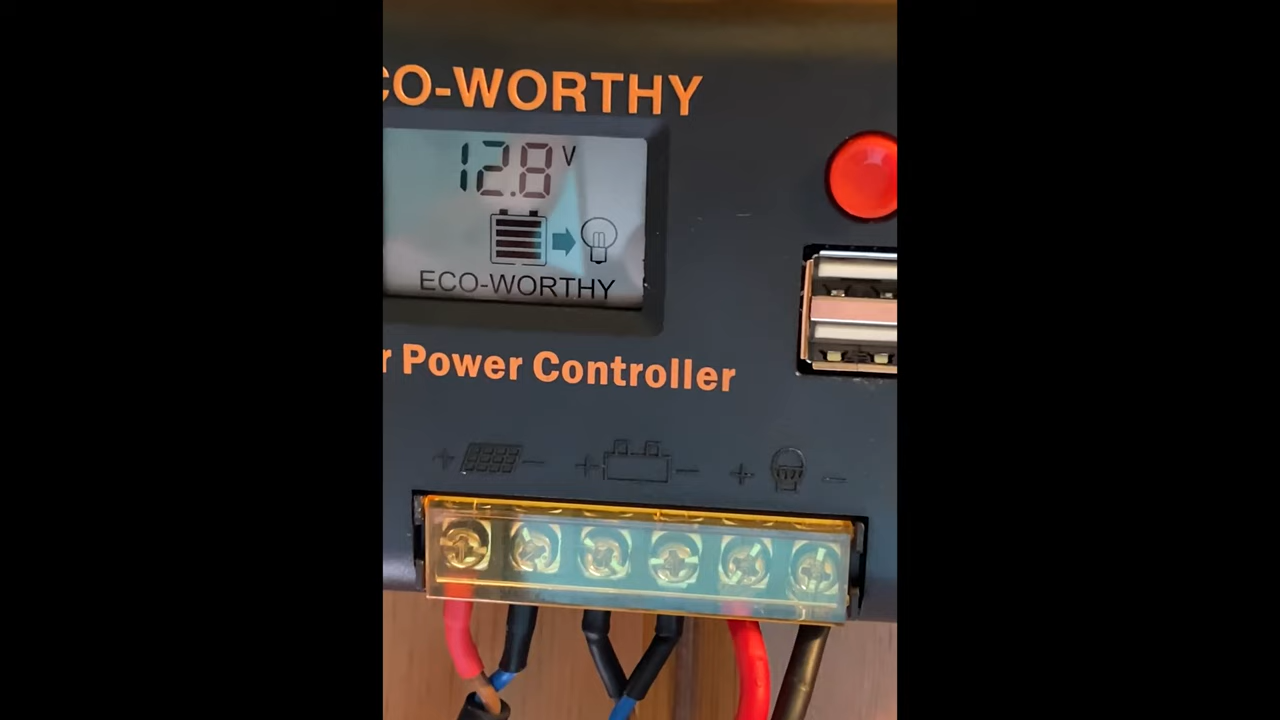 CO-WORTHY
12.8 V
ECO-WORTHY
r Power Controller
+ - + - + -